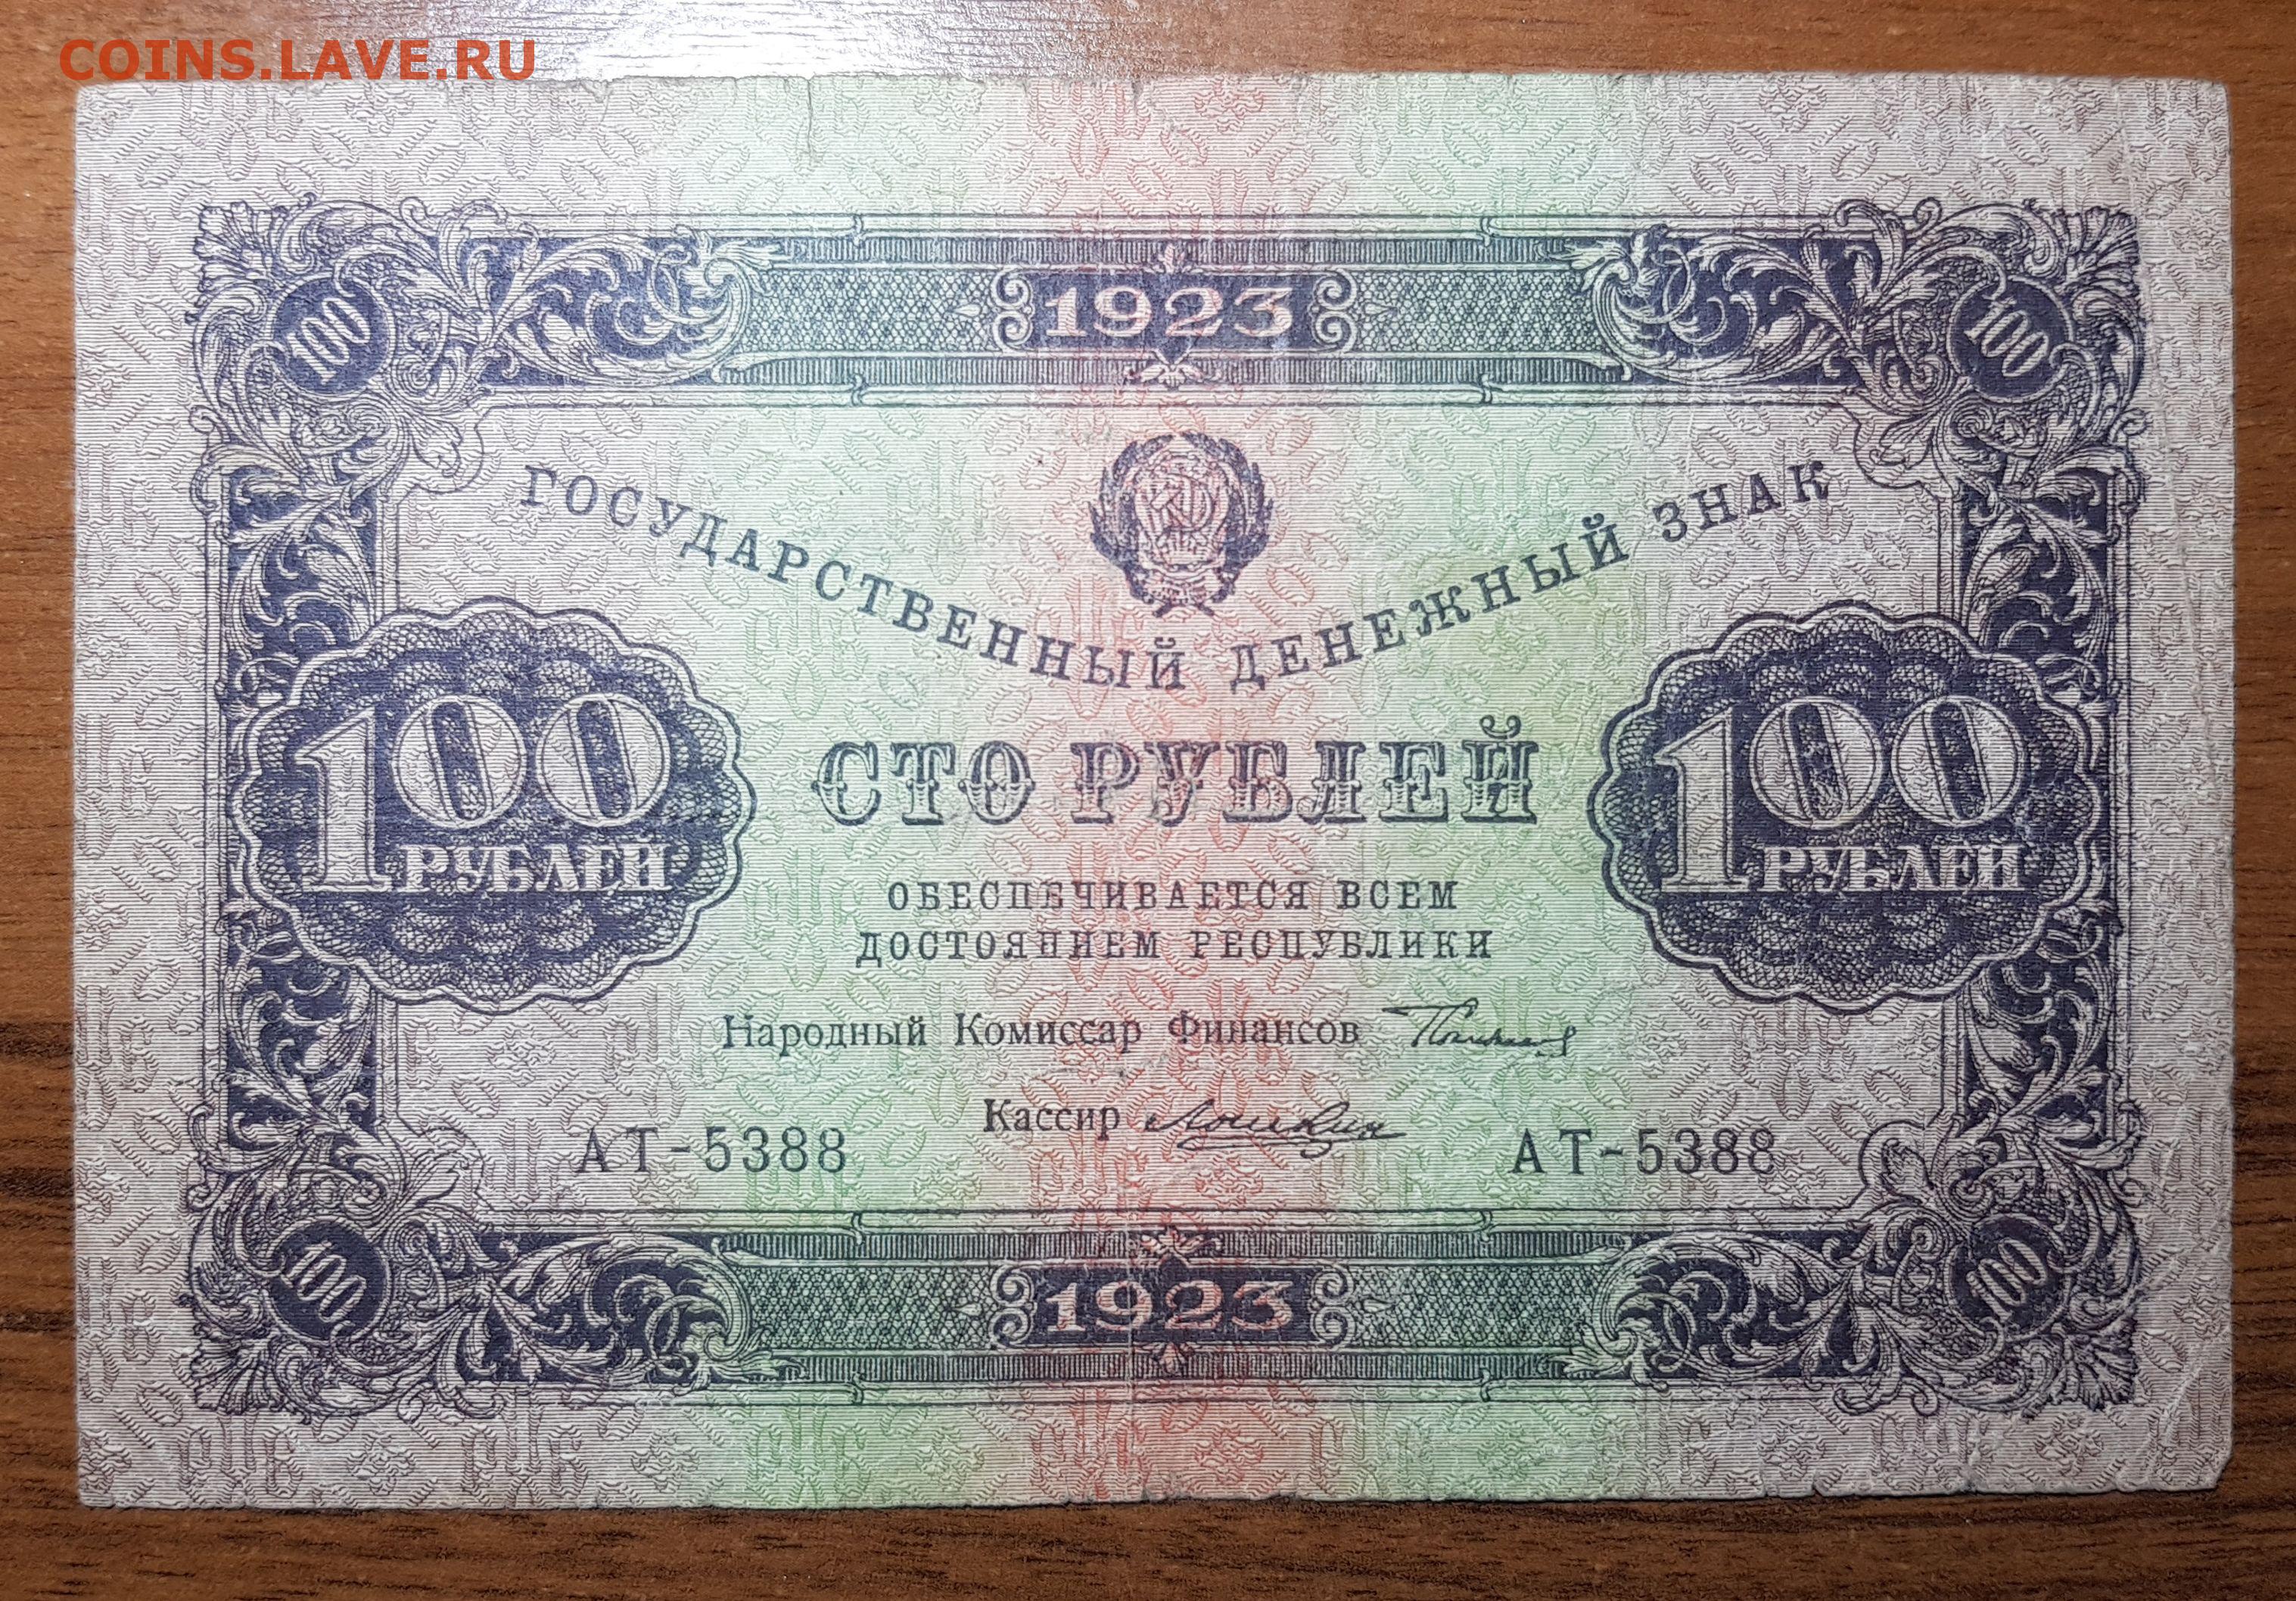 COINS.LAVE.RU
1923
100
100
ГОСУДАРСТВЕННЫЙ ДЕНЕЖНЫЙ ЗНАК
100 РУБЛЕЙ
СТО РУБЛЕЙ
100 РУБЛЕЙ
ОБЕСПЕЧИВАЕТСЯ ВСЕМ
ДОСТОЯНИЕМ РЕСПУБЛИКИ
Народный Комиссар Финансов
Кассир
АТ-5388
АТ-5388
100
100
1923